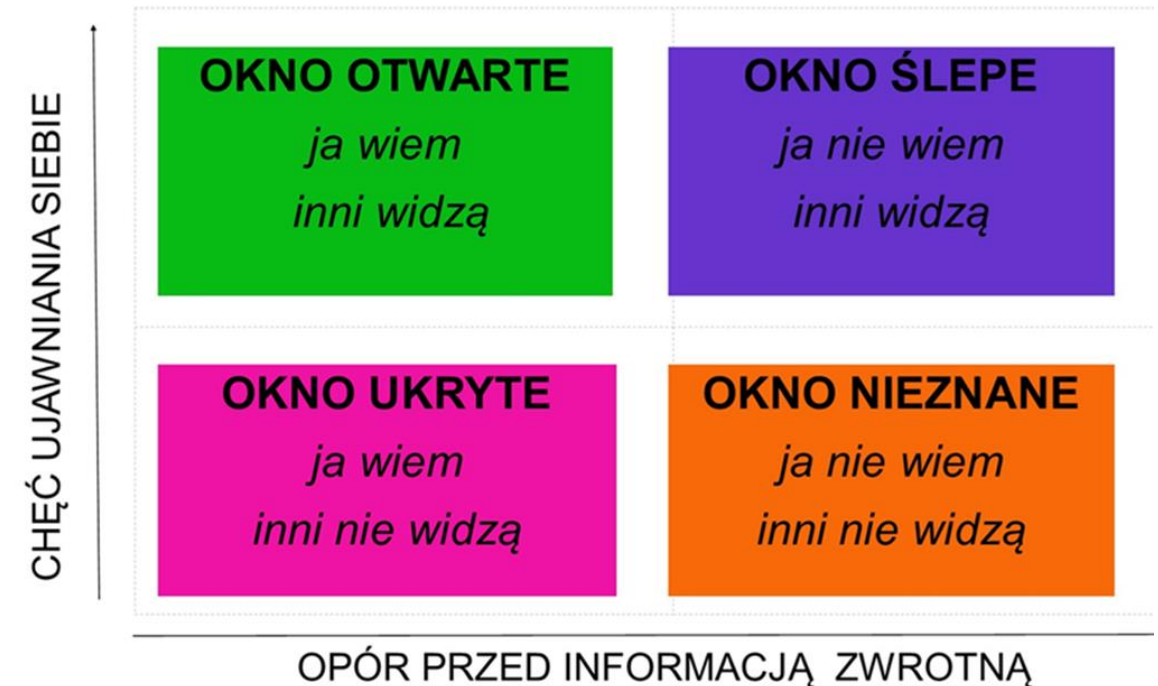 CHĘĆ UJAWNIANIA SIEBIE
OKNO OTWARTE
ja wiem
inni widzą
OKNO ŚLEPE
ja nie wiem
inni widzą
OKNO UKRYTE
ja wiem
inni nie widzą
OKNO NIEZNANE
ja nie wiem
inni nie widzą
OPÓR PRZED INFORMACJĄ ZWROTNĄ